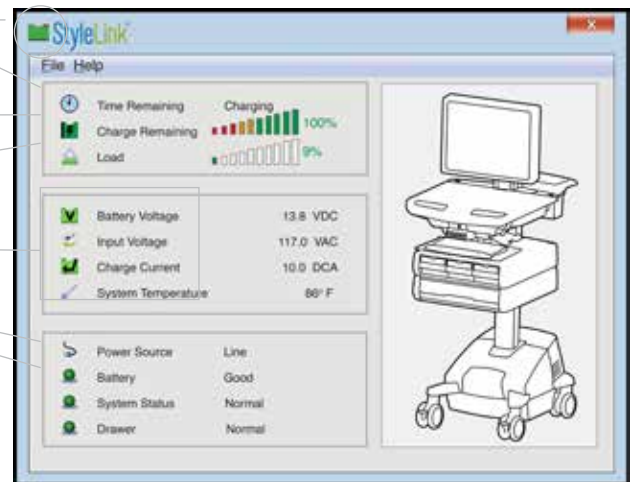 StyleLink
File Help
Time Remaining Charging
Charge Remaining 100%
Load 9%
Battery Voltage 13.8 VDC
Input Voltage 117.0 VAC
Charge Current 10.0 DCA
System Temperature 86° F
Power Source Line
Battery Good
System Status Normal
Drawer Normal